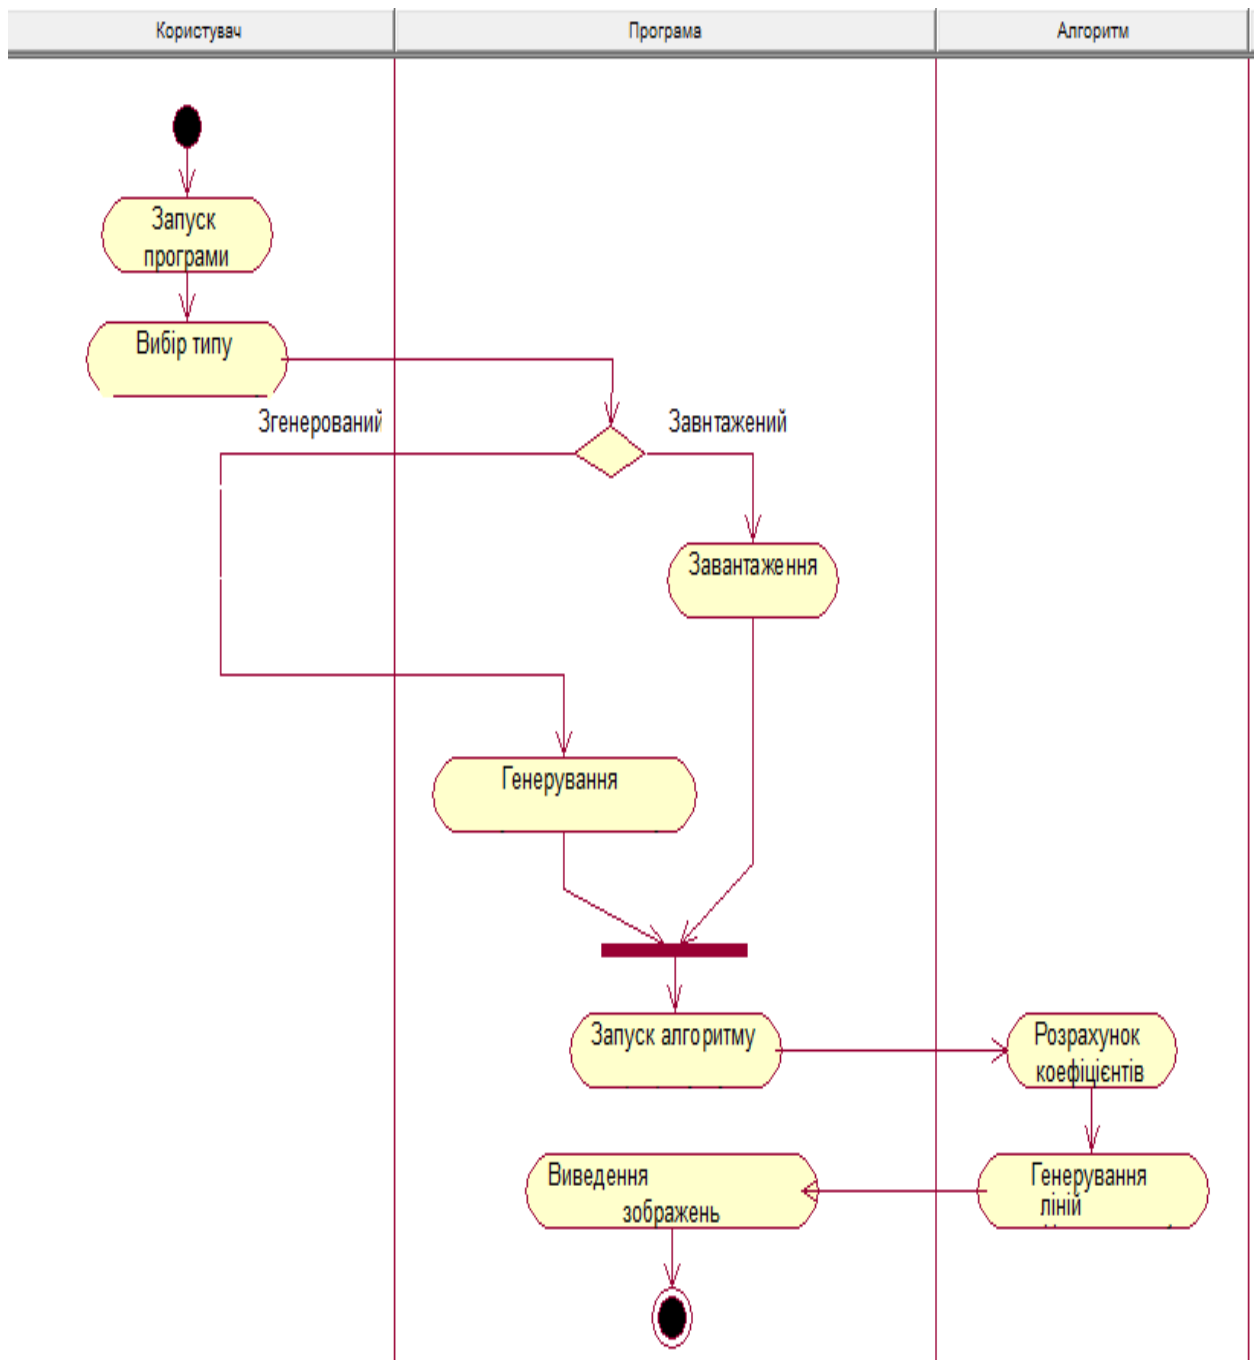 Користувач
Програма
Алгоритм
Запуск
програми
Вибір типу
Згенерований
Завнтажений
Завантаження
Генерування
Запуск алгоритму
Розрахунок
коефіцієнтів
Виведення
зображень
Генерування
ліній